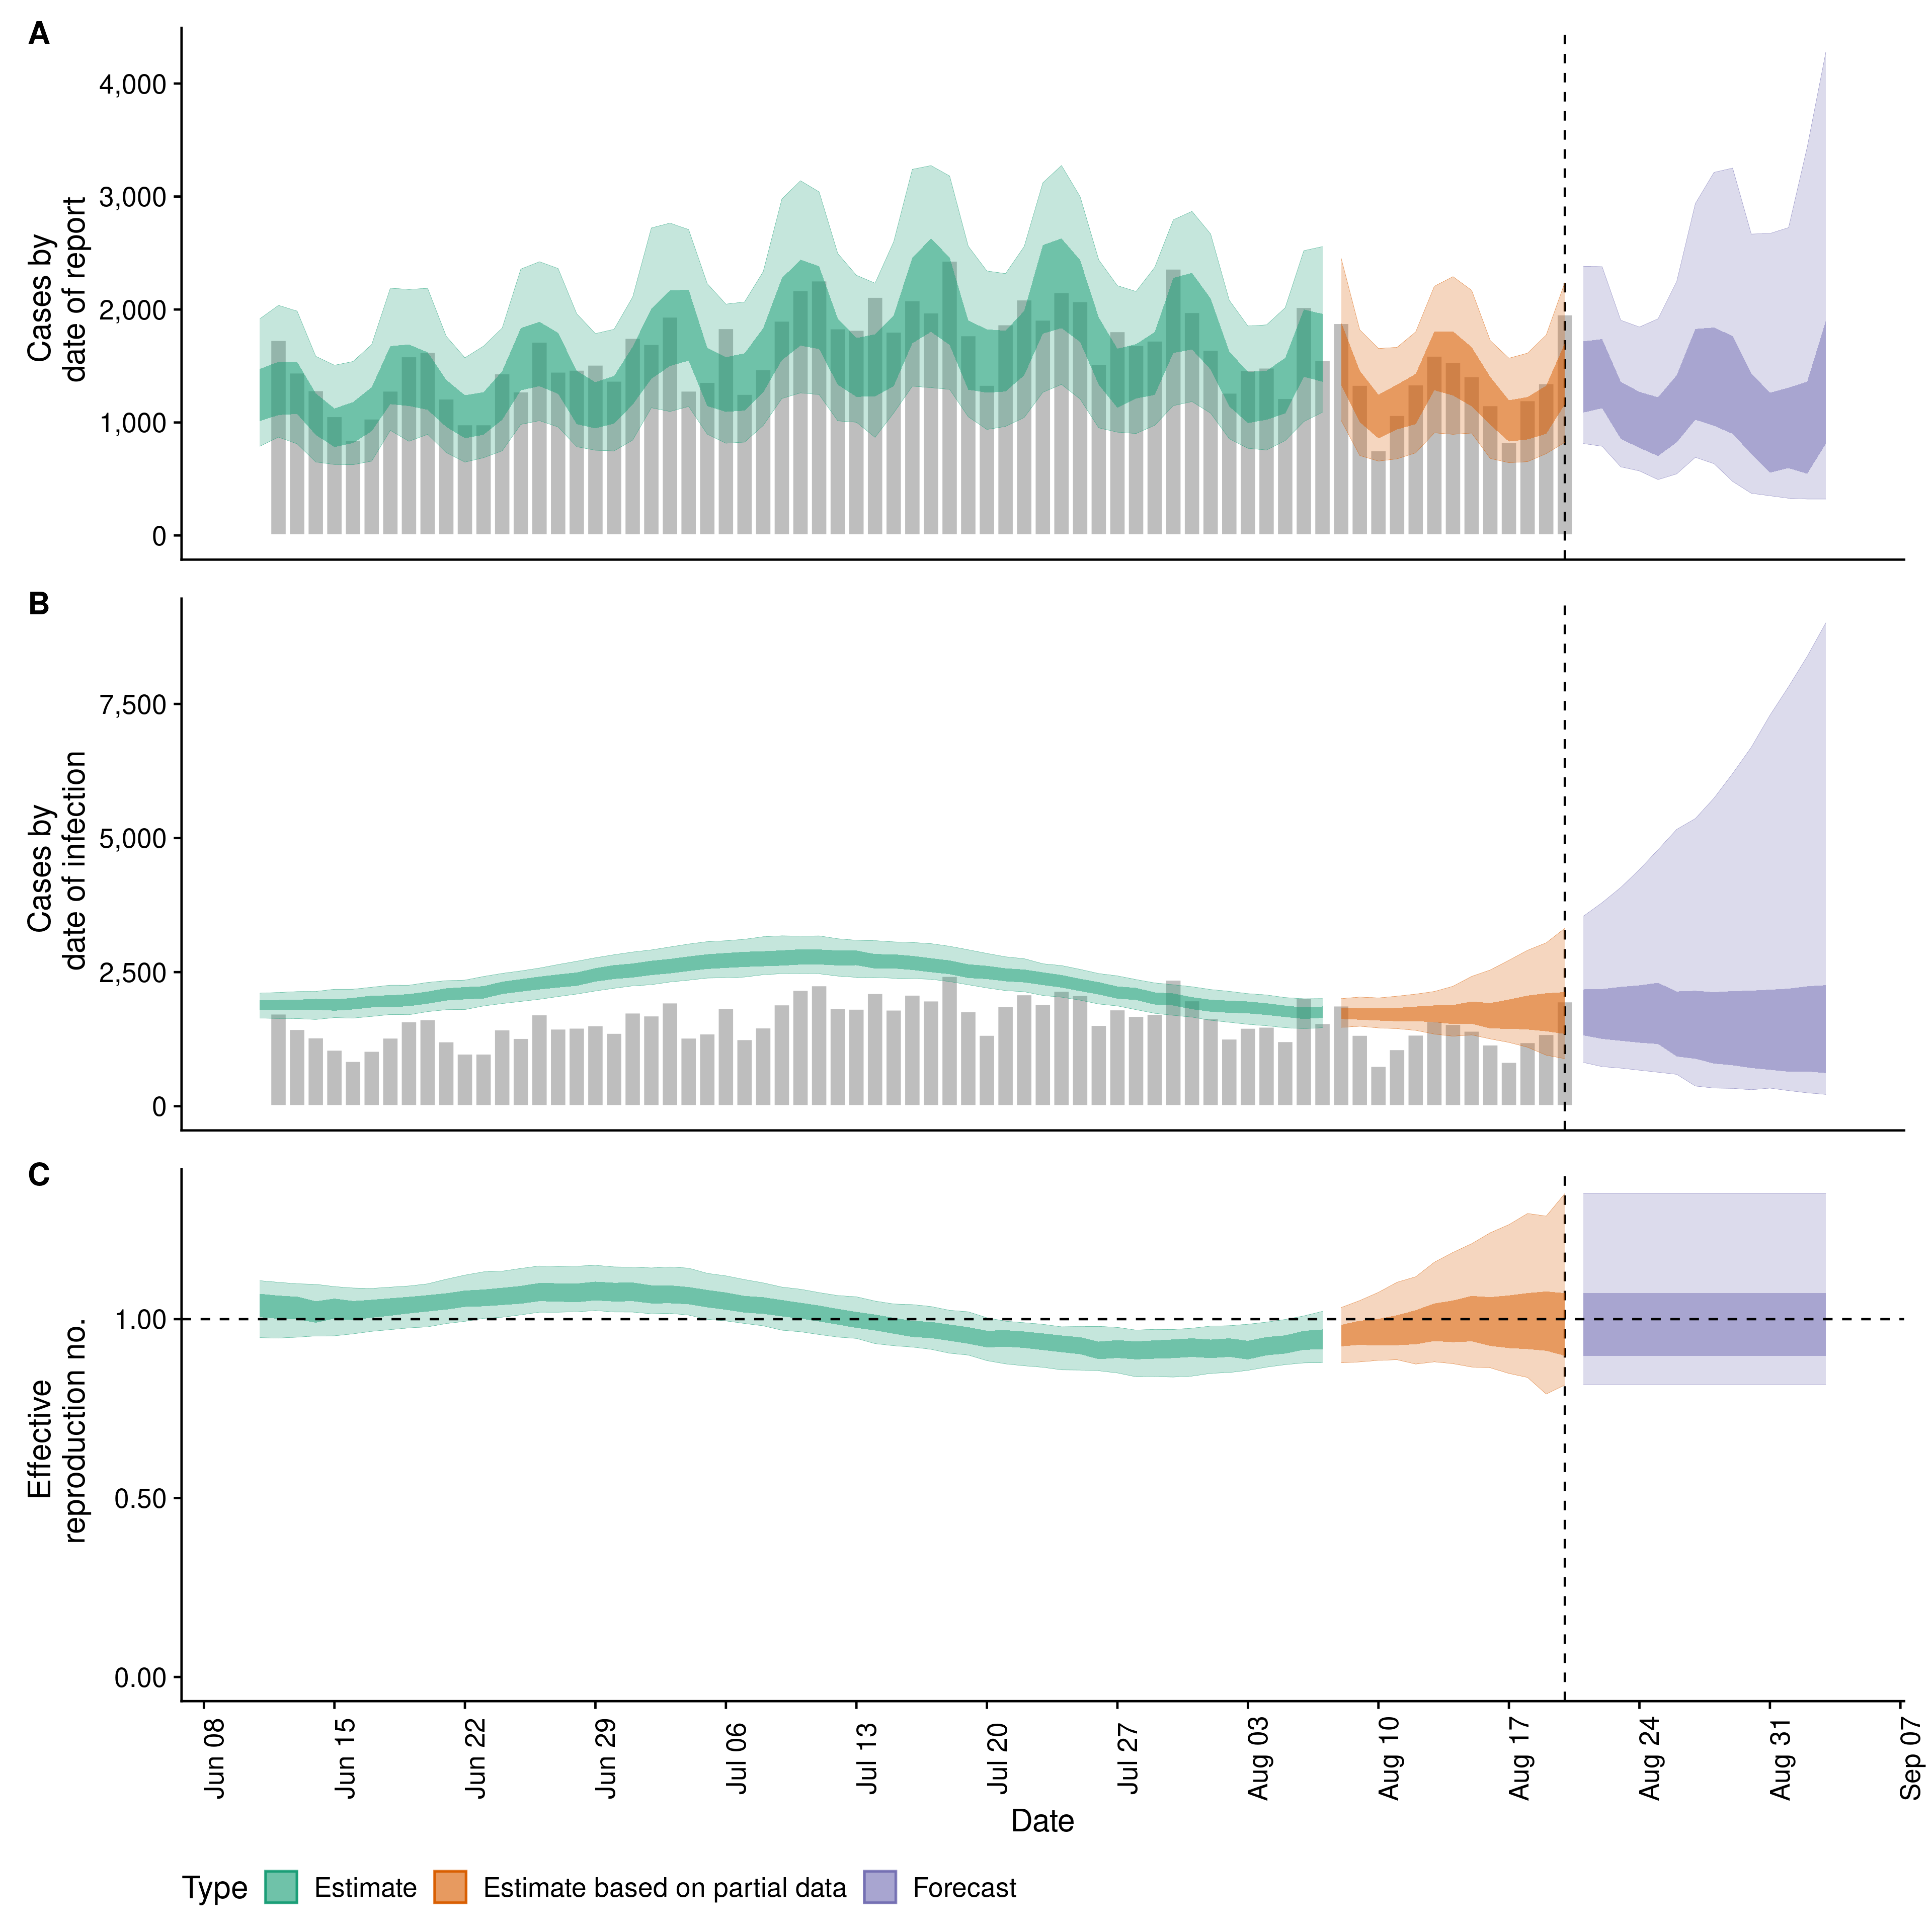 A
4,000
3,000
2,000
1,000
0
Cases by
date of report
B
7,500
5,000
2,500
0
Cases by
date of infection
C
1.00
0.50
0.00
Effective
reproduction no.
Jun 08
Jun 15
Jun 22
Jun 29
Jul 06
Jul 13
Jul 20
Jul 27
Aug 03
Aug 10
Aug 17
Aug 24
Aug 31
Sep 07
Date
Type Estimate Estimate based on partial data Forecast